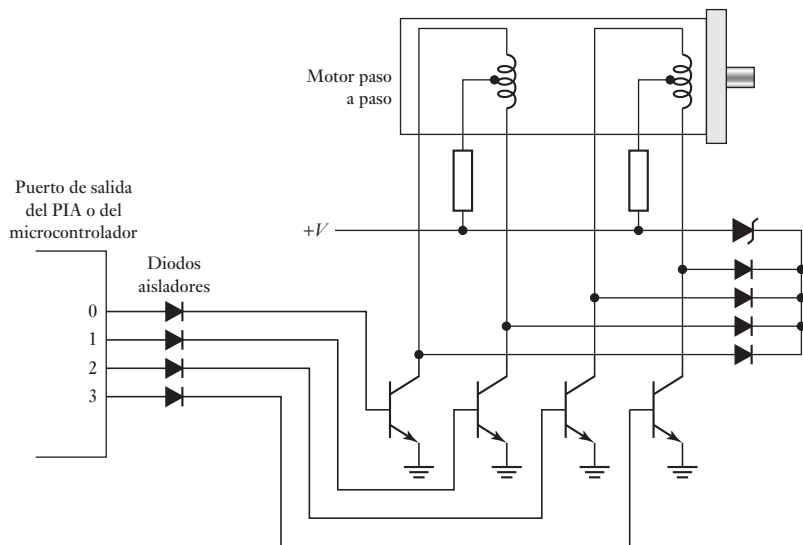 Motor paso
a paso
Puerto de salida
del PIA o del
microcontrolador
+V
Diodos
aisladores
0
1
2
3